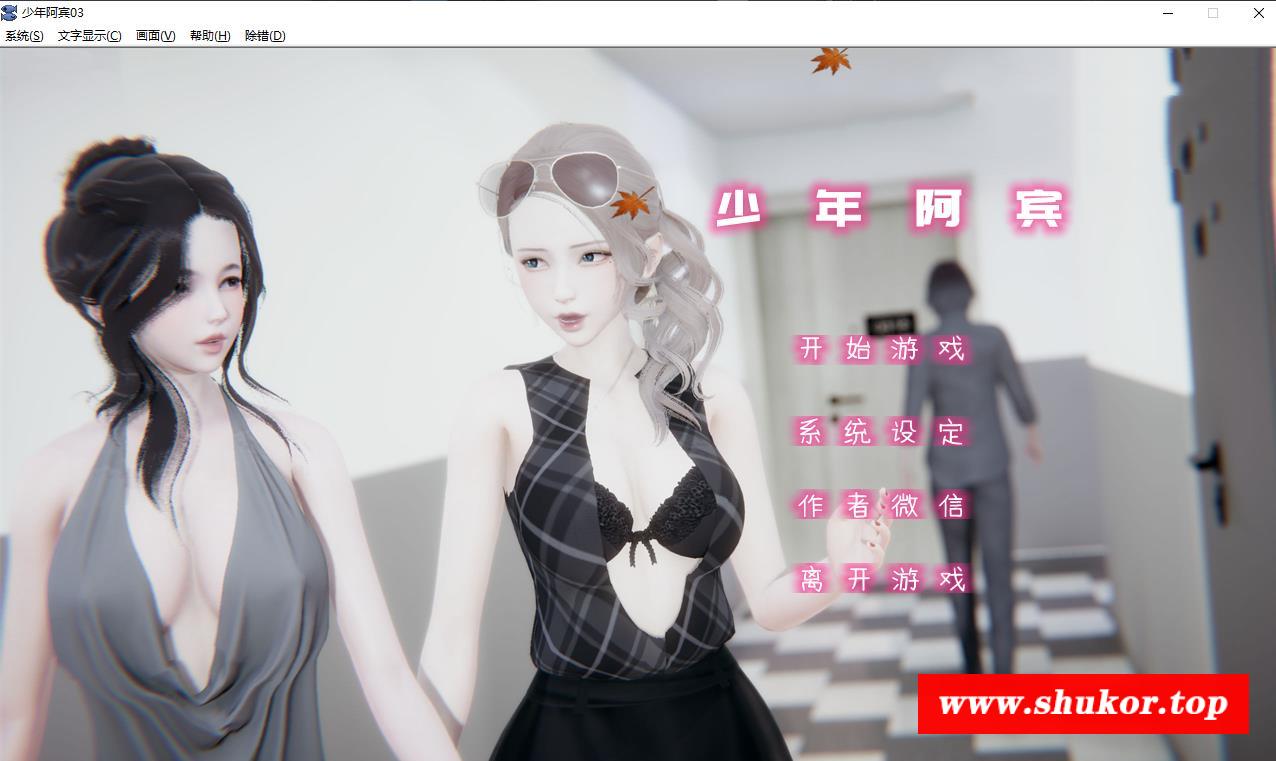 少年阿宾03
系统(S) 文字显示(C) 画面(V) 帮助(H) 除错(D)
少年阿宾
开始游戏
系统设定
作者微信
离开游戏
www.shukor.top